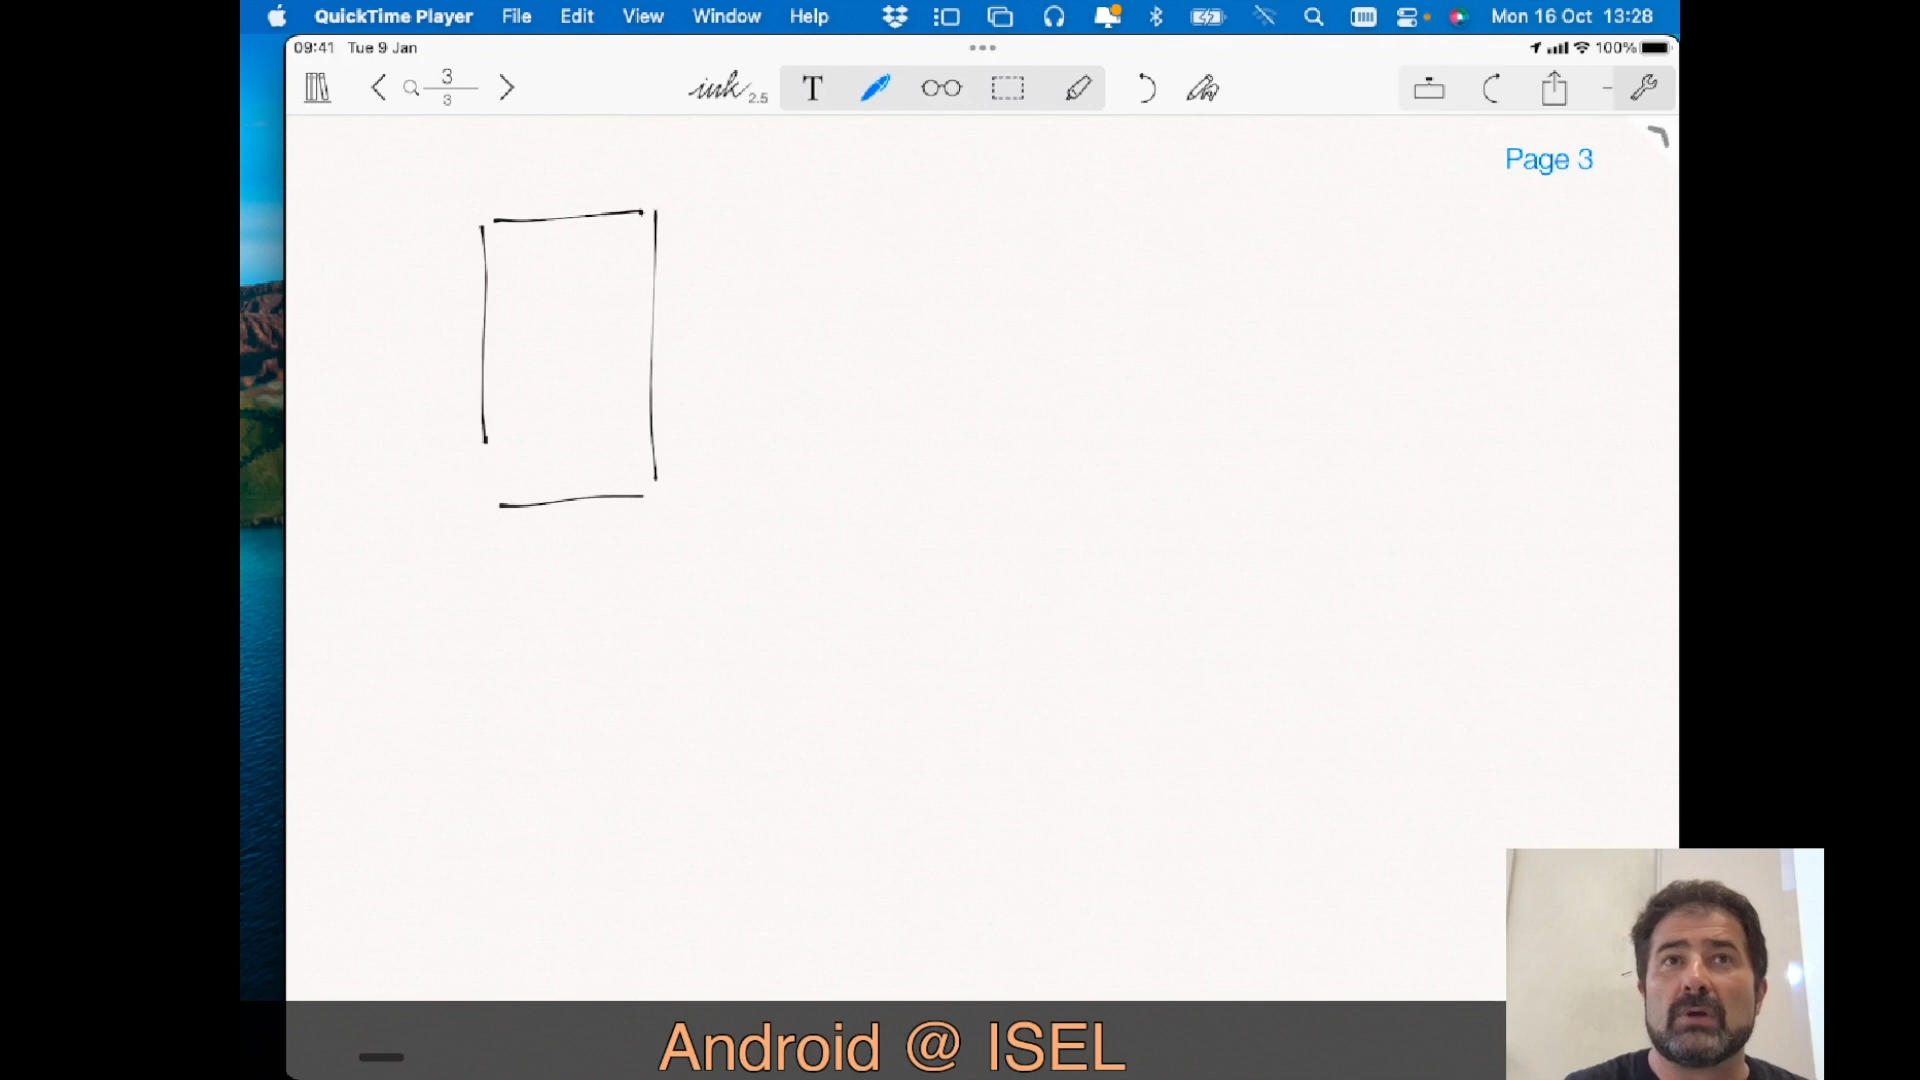 QuickTime Player File Edit View Window Help Mon 16 Oct 13:28
09:41 Tue 9 Jan 100%
3
3
ink 2.5 T
Page 3
Android @ ISEL